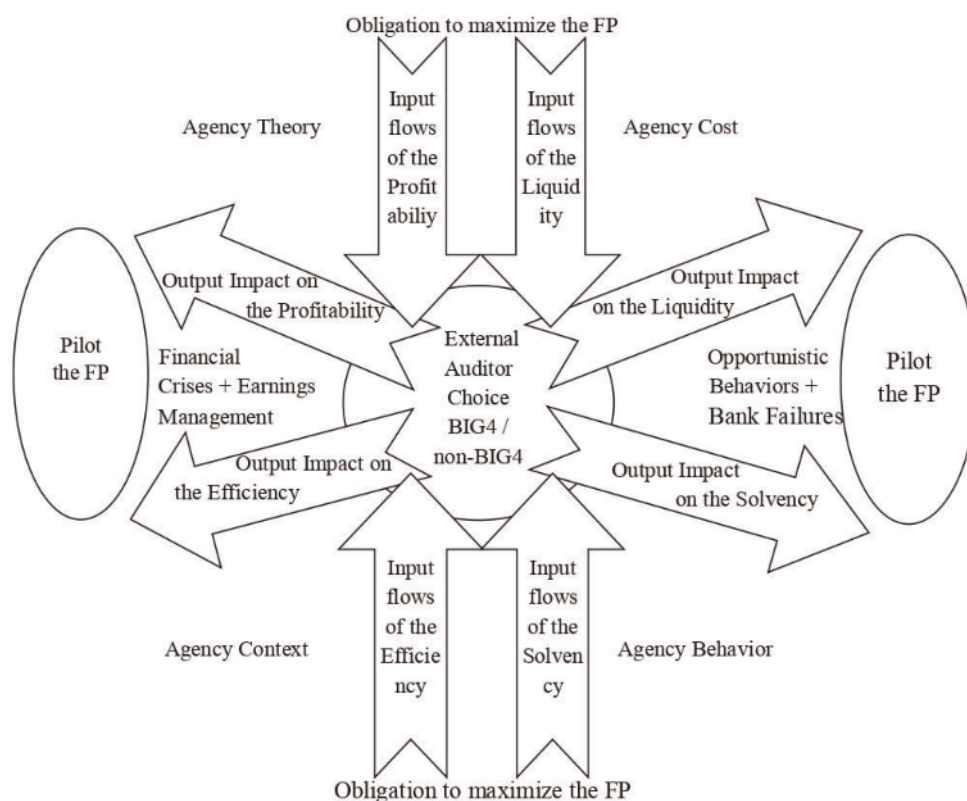 Obligation to maximize the FP
Agency Theory
Input
flows
of the
Profit
abiliy
Input
flows
of the
Liquid
ity
Agency Cost
Output Impact on
the Profitability
Output Impact
on the Liquidity
Pilot
the FP
Financial
Crises + Earnings
Management
External
Auditor
Choice
BIG4 /
non-BIG4
Opportunistic
Behaviors +
Bank Failures
Pilot
the FP
Output Impact on
the Efficiency
Output Impact
on the Solvency
Agency Context
Input
flows
of the
Efficie
ncy
Input
flows
of the
Solven
cy
Agency Behavior
Obligation to maximize the FP